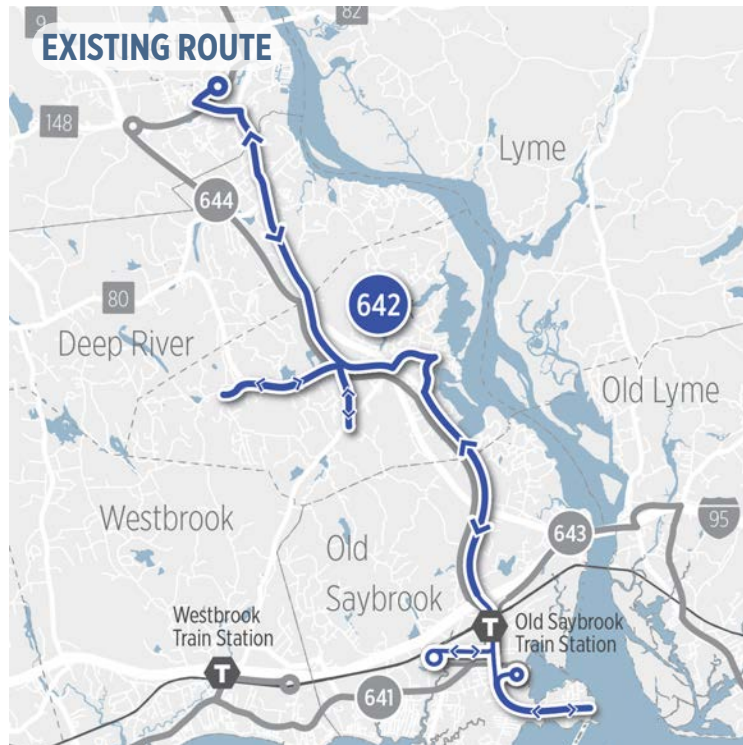 9
82
EXISTING ROUTE
148
Lyme
644
80
642
Deep River
Old Lyme
Westbrook
95
643
Old
Saybrook
Westbrook
Train Station
T
Old Saybrook
Train Station
T
641